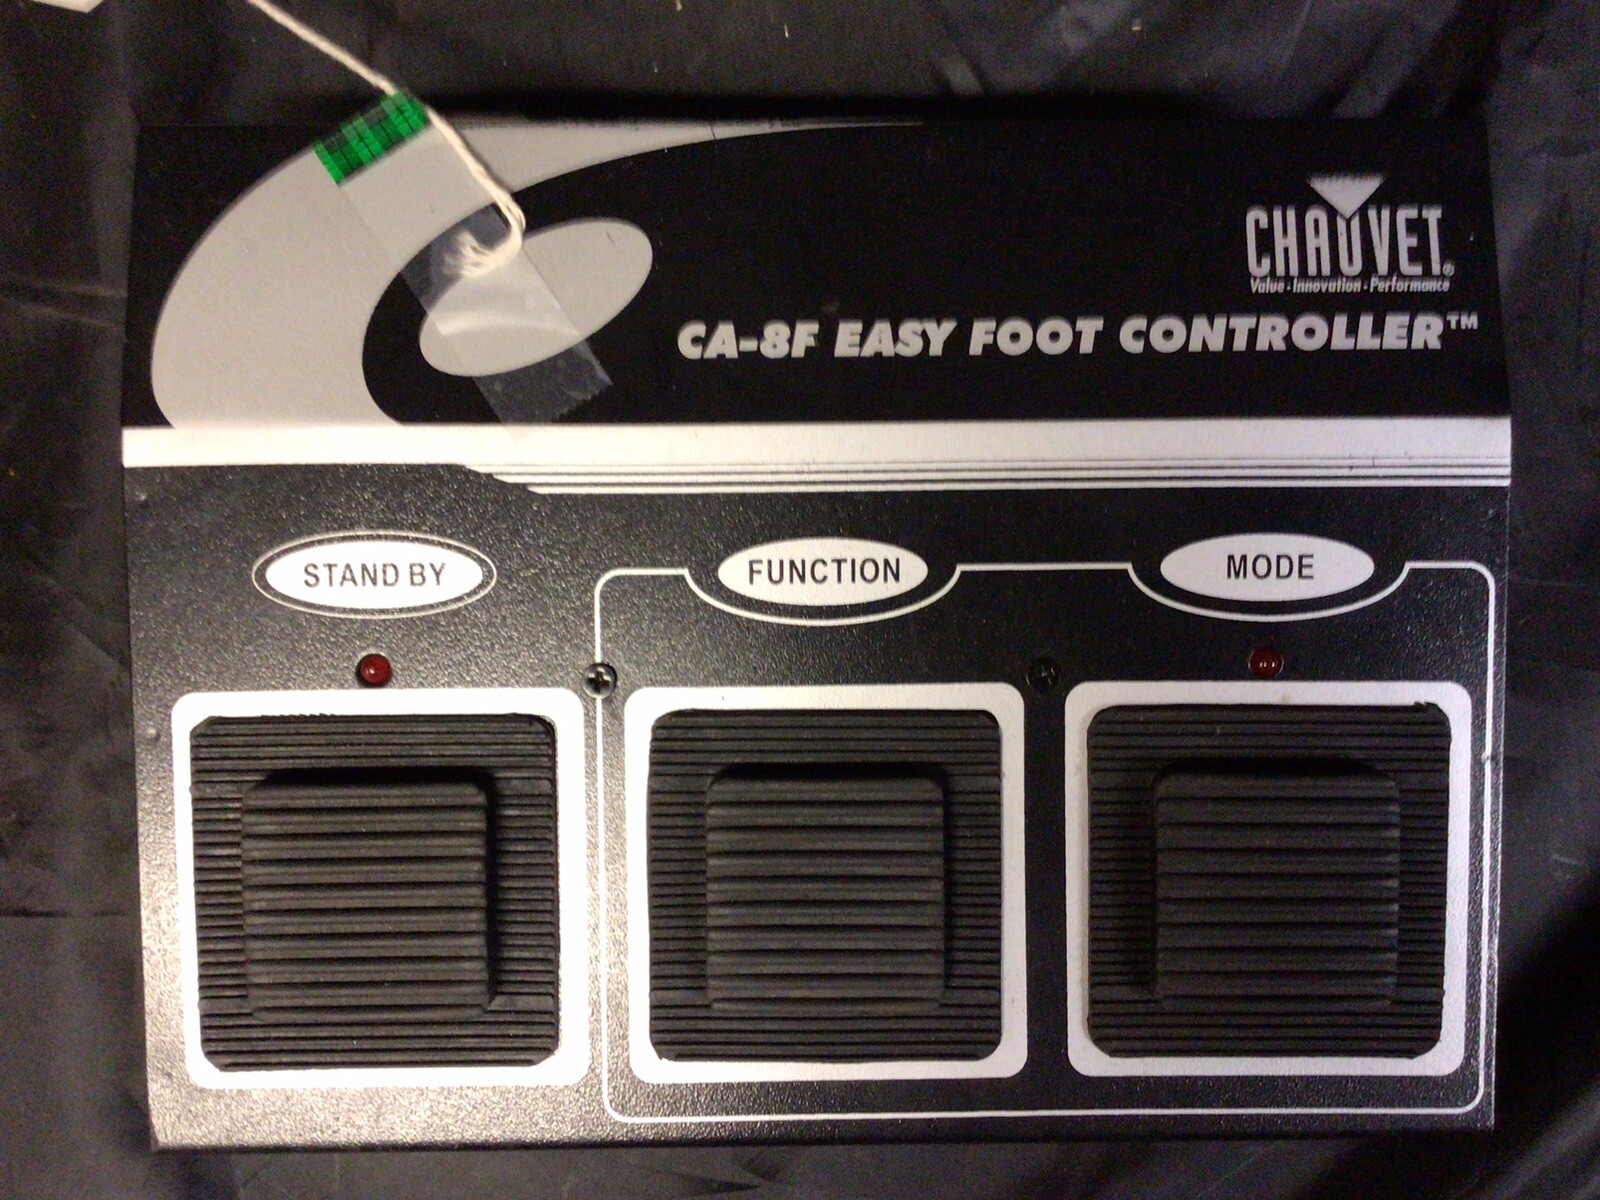 CHAUVET®
Value · Innovation · Performance
CA-8F EASY FOOT CONTROLLER™
STAND BY
FUNCTION
MODE